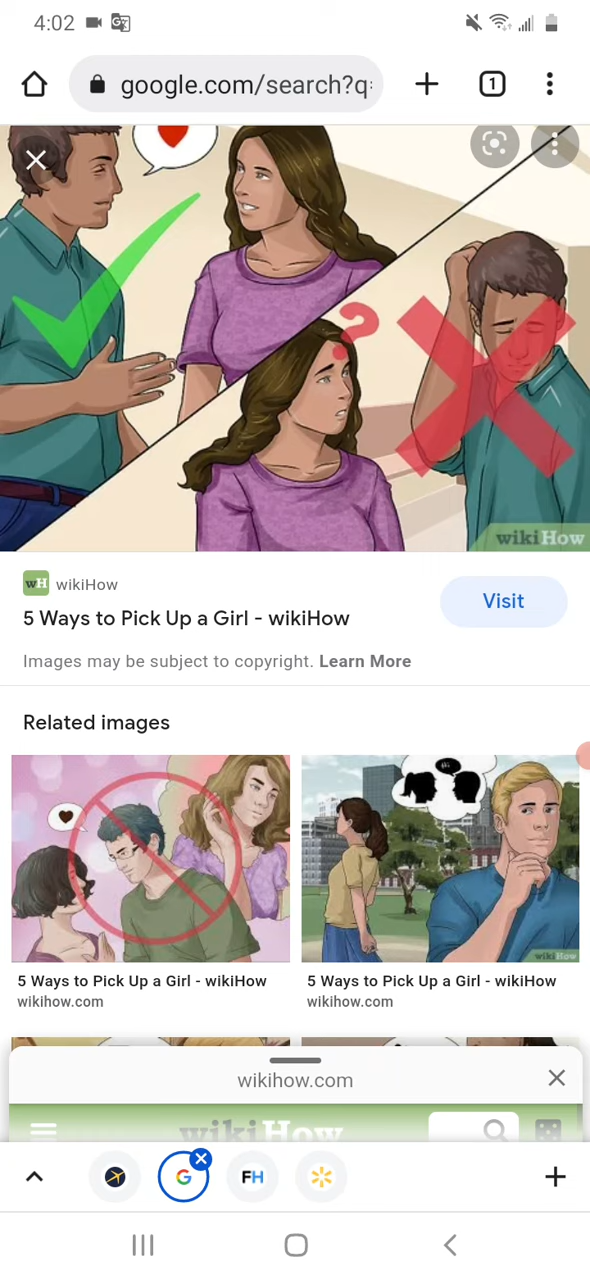 4:02
google.com/search?q
1
?
wikiHow
wH wikiHow
5 Ways to Pick Up a Girl - wikiHow
Visit
Images may be subject to copyright. Learn More
Related images
wikiHow
5 Ways to Pick Up a Girl - wikiHow
wikihow.com
5 Ways to Pick Up a Girl - wikiHow
wikihow.com
wikihow.com
wikiHow
G
FH